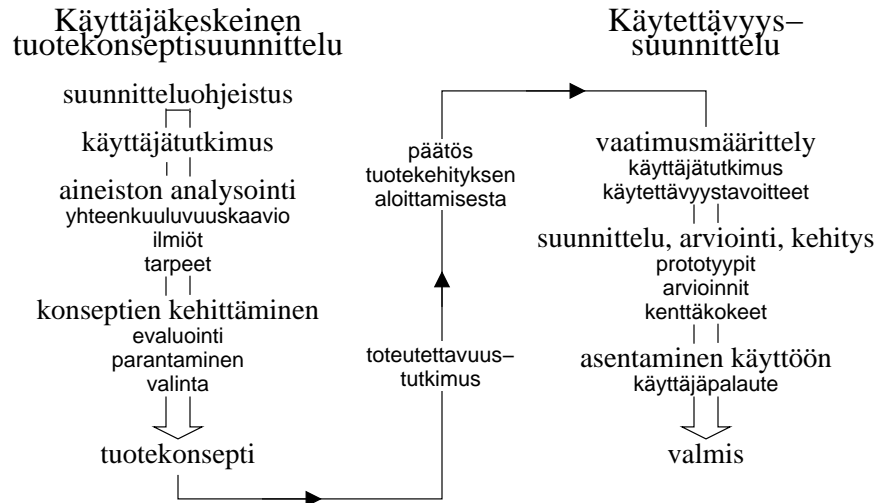 Käyttäjäkeskeinen
tuotekonseptisuunnittelu
suunnitteluohjeistus
käyttäjätutkimus
aineiston analysointi
yhteenkuuluvuuskaavio
ilmiöt
tarpeet
konseptien kehittäminen
evaluointi
parantaminen
valinta
tuotekonsepti
toteutettavuus–
tutkimus
päätös
tuotekehityksen
aloittamisesta
Käytettävyys–
suunnittelu
vaatimusmäärittely
käyttäjätutkimus
käytettävyystavoitteet
suunnittelu, arviointi, kehitys
prototyypit
arvioinnit
kenttäkokeet
asentaminen käyttöön
käyttäjäpalaute
valmis